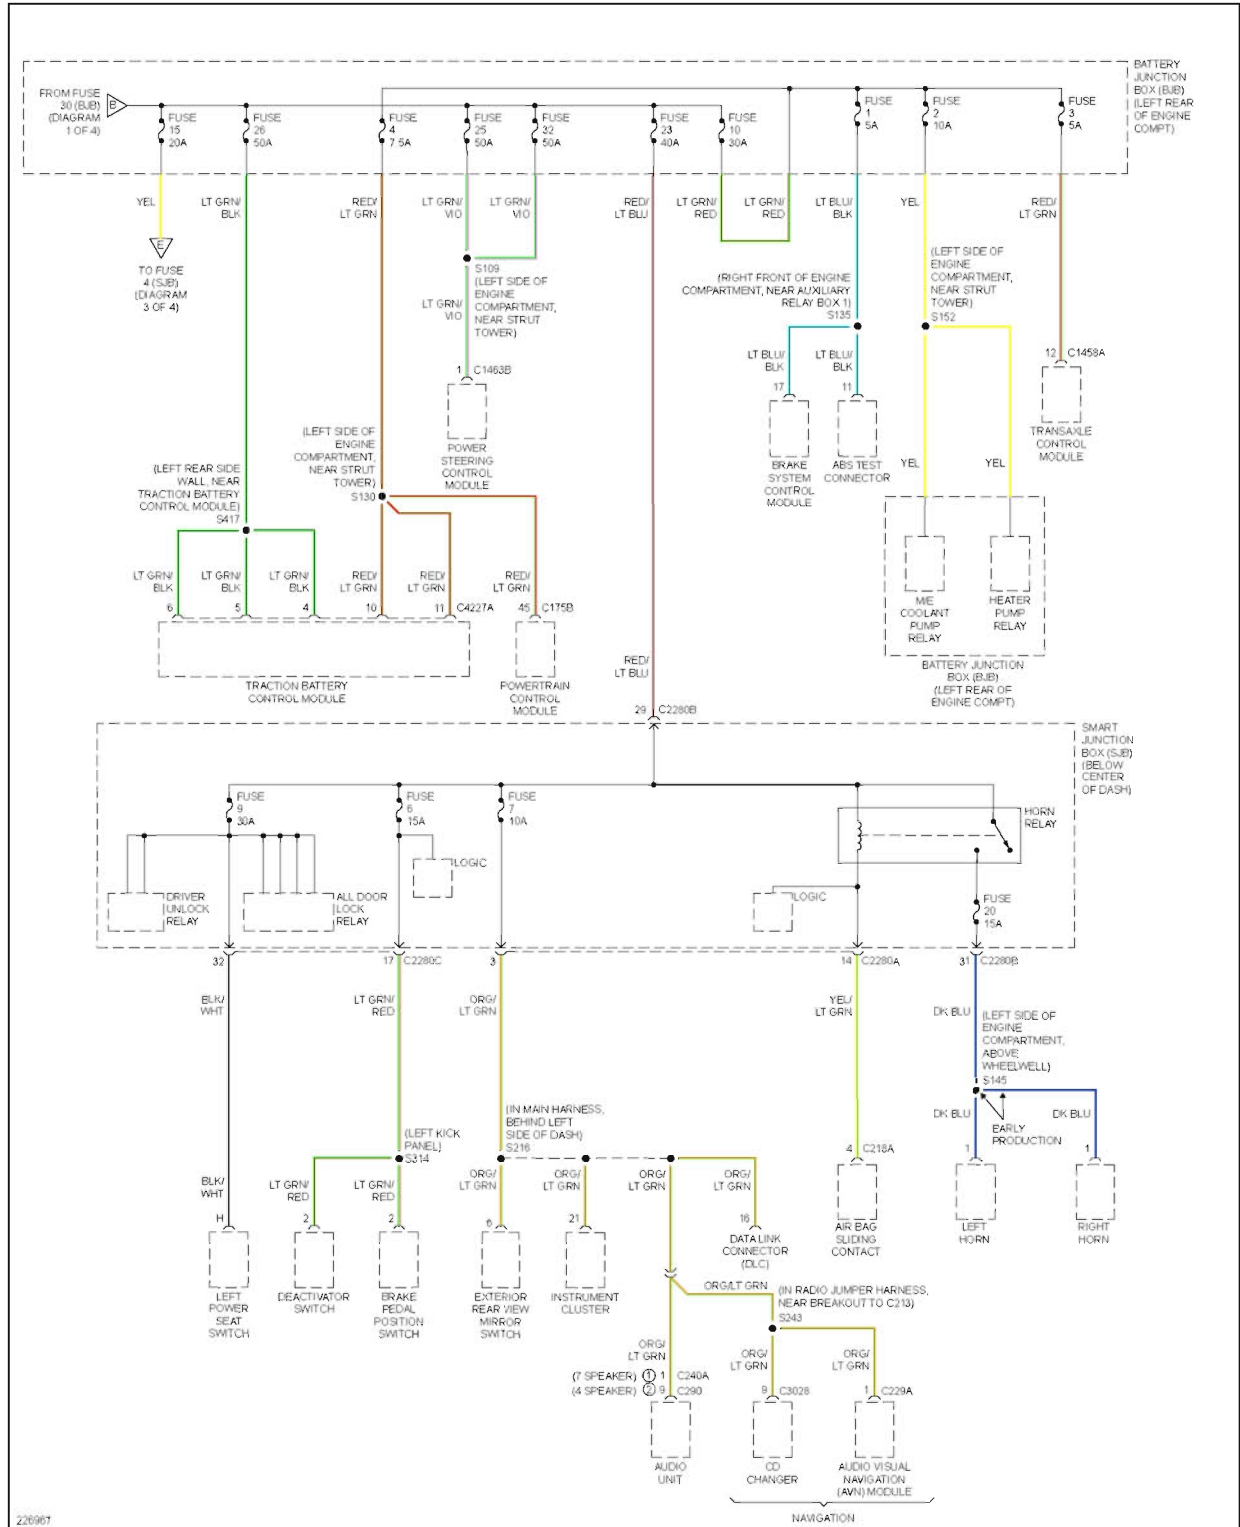 BATTERY
JUNCTION
BOX (BJB)
(LEFT REAR
OF ENGINE
COMPT)
FROM FUSE
30 (BJB)
(DIAGRAM
1 OF 4)
B
FUSE
15
20A
FUSE
26
50A
FUSE
4
7.5A
FUSE
25
50A
FUSE
32
50A
FUSE
23
40A
FUSE
10
30A
FUSE
1
5A
FUSE
2
10A
FUSE
3
5A
YEL
LT GRN/
BLK
RED/
LT GRN
LT GRN/
VIO
LT GRN/
VIO
RED/
LT BLU
LT GRN/
RED
LT GRN/
RED
LT BLU/
BLK
YEL
RED/
LT GRN
E
TO FUSE
4 (SJB)
(DIAGRAM
3 OF 4)
S109
(LEFT SIDE OF
ENGINE
COMPARTMENT,
NEAR STRUT
TOWER)
LT GRN/
VIO
(RIGHT FRONT OF ENGINE
COMPARTMENT, NEAR AUXILIARY
RELAY BOX 1)
S135
(LEFT SIDE OF
ENGINE
COMPARTMENT,
NEAR STRUT
TOWER)
S152
LT BLU/
BLK
LT BLU/
BLK
1 C1463B
POWER
STEERING
CONTROL
MODULE
17
BRAKE
SYSTEM
CONTROL
MODULE
11
ABS TEST
CONNECTOR
12 C1458A
TRANSAXLE
CONTROL
MODULE
(LEFT SIDE OF
ENGINE
COMPARTMENT,
NEAR STRUT
TOWER)
S130
(LEFT REAR SIDE
WALL, NEAR
TRACTION BATTERY
CONTROL MODULE)
S417
YEL
YEL
LT GRN/
BLK
LT GRN/
BLK
LT GRN/
BLK
RED/
LT GRN
RED/
LT GRN
RED/
LT GRN
6
5
4
10
11 C4227A
45 C175B
TRACTION BATTERY
CONTROL MODULE
POWERTRAIN
CONTROL
MODULE
M/E
COOLANT
PUMP
RELAY
HEATER
PUMP
RELAY
BATTERY JUNCTION
BOX (BJB)
(LEFT REAR OF
ENGINE COMPT)
RED/
LT BLU
29 C2280B
SMART
JUNCTION
BOX (SJB)
(BELOW
CENTER
OF DASH)
FUSE
9
30A
FUSE
6
15A
FUSE
7
10A
HORN
RELAY
LOGIC
DRIVER
UNLOCK
RELAY
ALL DOOR
LOCK
RELAY
LOGIC
FUSE
20
15A
32
17 C2280C
3
14 C2280A
31 C2280B
BLK/
WHT
LT GRN/
RED
ORG/
LT GRN
YEL/
LT GRN
DK BLU
(LEFT SIDE OF
ENGINE
COMPARTMENT,
ABOVE
WHEELWELL)
S145
(LEFT KICK
PANEL)
S314
(IN MAIN HARNESS,
BEHIND LEFT
SIDE OF DASH)
S216
DK BLU
EARLY
PRODUCTION
DK BLU
BLK/
WHT
LT GRN/
RED
LT GRN/
RED
ORG/
LT GRN
ORG/
LT GRN
ORG/
LT GRN
ORG/
LT GRN
4 C218A
1
1
H
2
2
6
21
16
LEFT
POWER
SEAT
SWITCH
DEACTIVATOR
SWITCH
BRAKE
PEDAL
POSITION
SWITCH
EXTERIOR
REAR VIEW
MIRROR
SWITCH
INSTRUMENT
CLUSTER
DATA LINK
CONNECTOR
(DLC)
AIR BAG
SLIDING
CONTACT
LEFT
HORN
RIGHT
HORN
ORG/LT GRN
(IN RADIO JUMPER HARNESS,
NEAR BREAKOUT TO C213)
S243
ORG/
LT GRN
ORG/
LT GRN
ORG/
LT GRN
(7 SPEAKER) 1 1 C240A
(4 SPEAKER) 2 9 C290
9 C3028
1 C229A
AUDIO
UNIT
CD
CHANGER
AUDIO VISUAL
NAVIGATION
(AVN) MODULE
NAVIGATION
226967